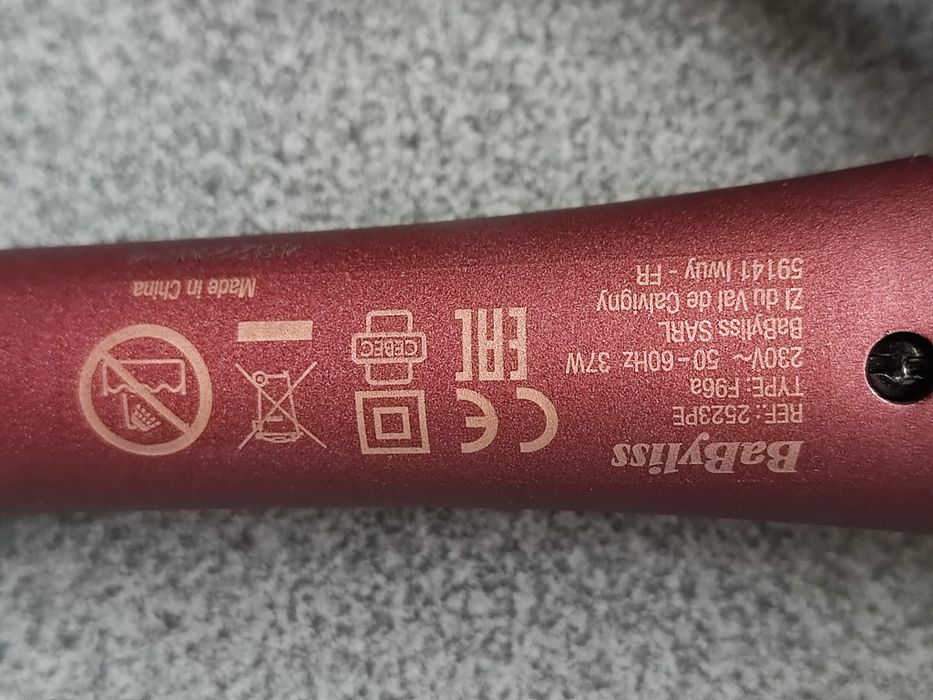 BaByliss
REF.: 2523PE
TYPE: F96a
230V~ 50-60Hz 37W
BaByliss SARL
ZI du Val de Calvigny
59141 Iwuy - FR
CE
EAC
CEBEC
Made in China